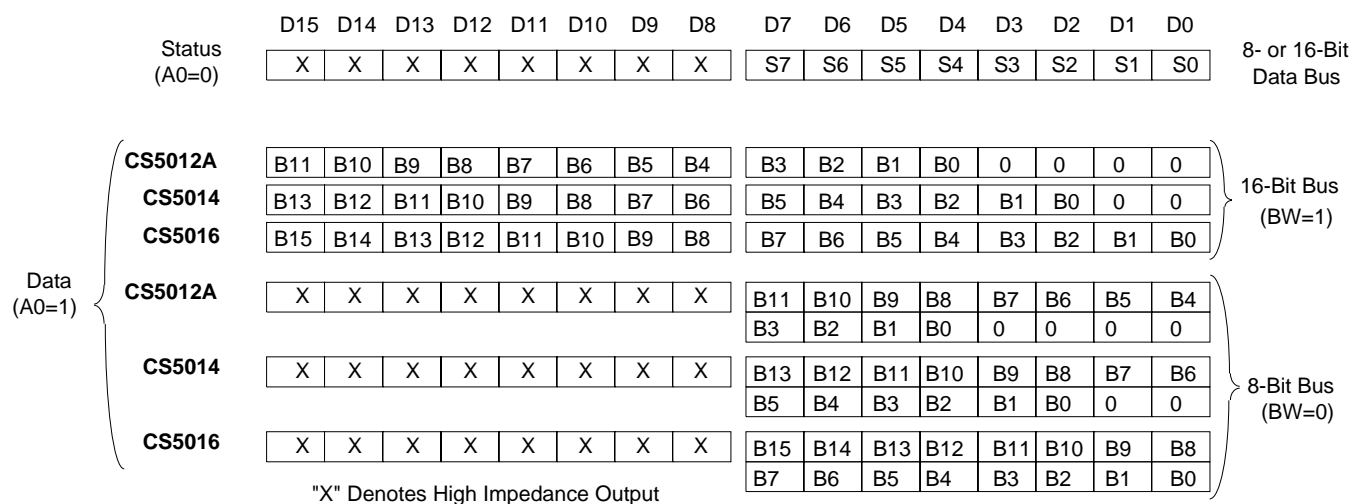 D15 D14 D13 D12 D11 D10 D9 D8 D7 D6 D5 D4 D3 D2 D1 D0
Status
(A0=0)
X X X X X X X X S7 S6 S5 S4 S3 S2 S1 S0
8- or 16-Bit
Data Bus
Data
(A0=1)
CS5012A B11 B10 B9 B8 B7 B6 B5 B4 B3 B2 B1 B0 0 0 0 0
CS5014 B13 B12 B11 B10 B9 B8 B7 B6 B5 B4 B3 B2 B1 B0 0 0
CS5016 B15 B14 B13 B12 B11 B10 B9 B8 B7 B6 B5 B4 B3 B2 B1 B0
16-Bit Bus
(BW=1)
CS5012A X X X X X X X X B11 B10 B9 B8 B7 B6 B5 B4
B3 B2 B1 B0 0 0 0 0
CS5014 X X X X X X X X B13 B12 B11 B10 B9 B8 B7 B6
B5 B4 B3 B2 B1 B0 0 0
CS5016 X X X X X X X X B15 B14 B13 B12 B11 B10 B9 B8
B7 B6 B5 B4 B3 B2 B1 B0
8-Bit Bus
(BW=0)
"X" Denotes High Impedance Output